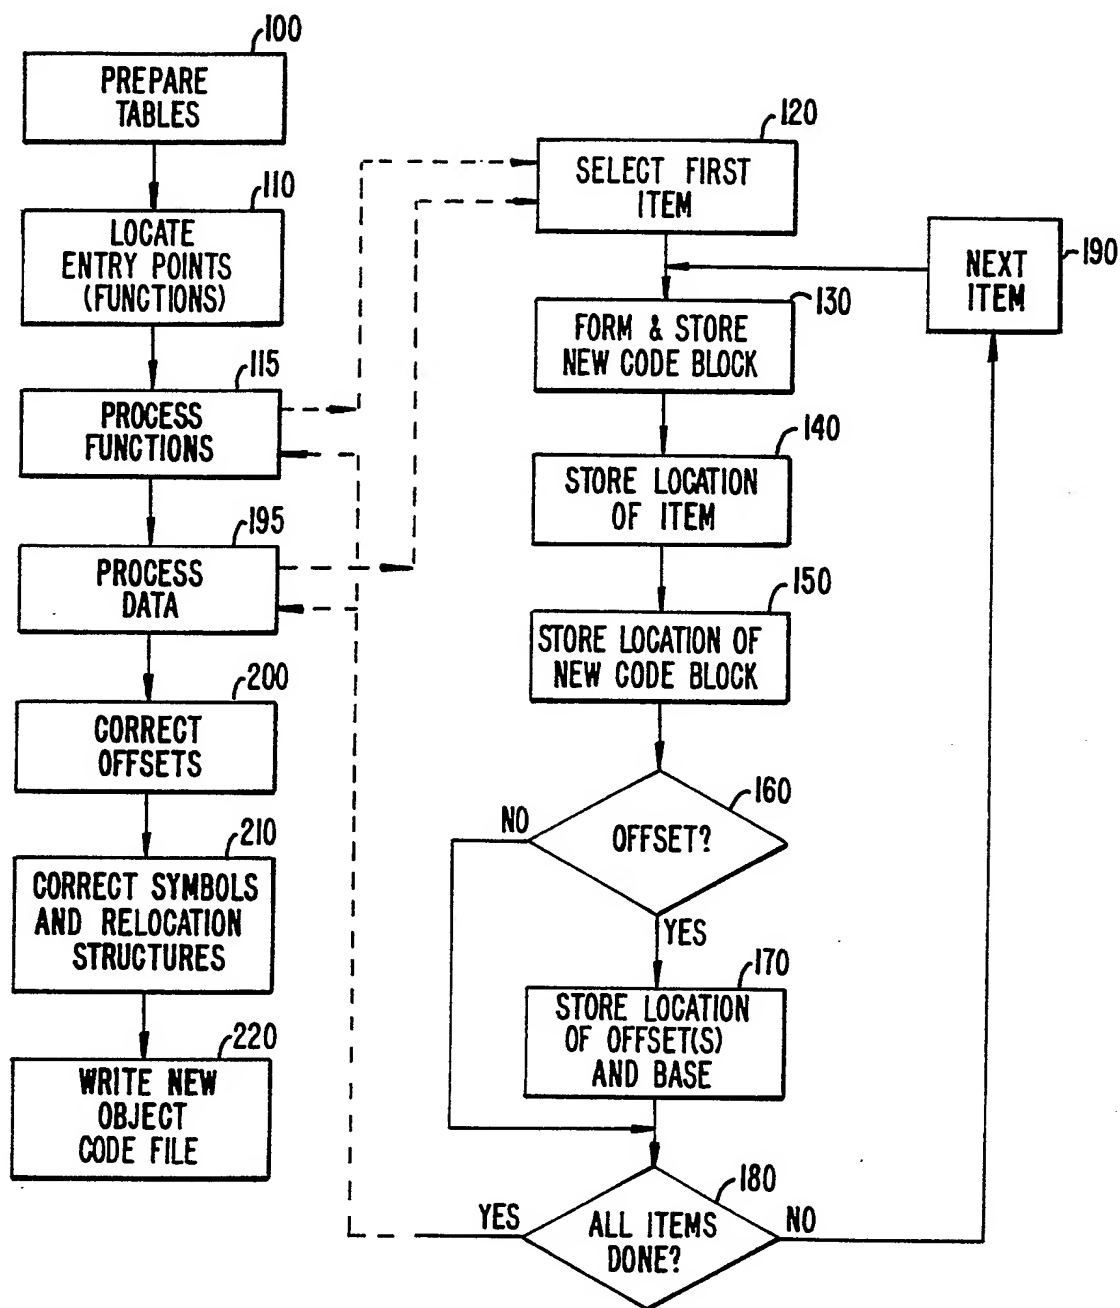 100
PREPARE
TABLES
110
LOCATE
ENTRY POINTS
(FUNCTIONS)
115
PROCESS
FUNCTIONS
195
PROCESS
DATA
200
CORRECT
OFFSETS
210
CORRECT SYMBOLS
AND RELOCATION
STRUCTURES
220
WRITE NEW
OBJECT
CODE FILE
120
SELECT FIRST
ITEM
190
NEXT
ITEM
130
FORM & STORE
NEW CODE BLOCK
140
STORE LOCATION
OF ITEM
150
STORE LOCATION OF
NEW CODE BLOCK
160
NO
OFFSET?
YES
170
STORE LOCATION
OF OFFSET(S)
AND BASE
180
YES
ALL ITEMS
DONE?
NO